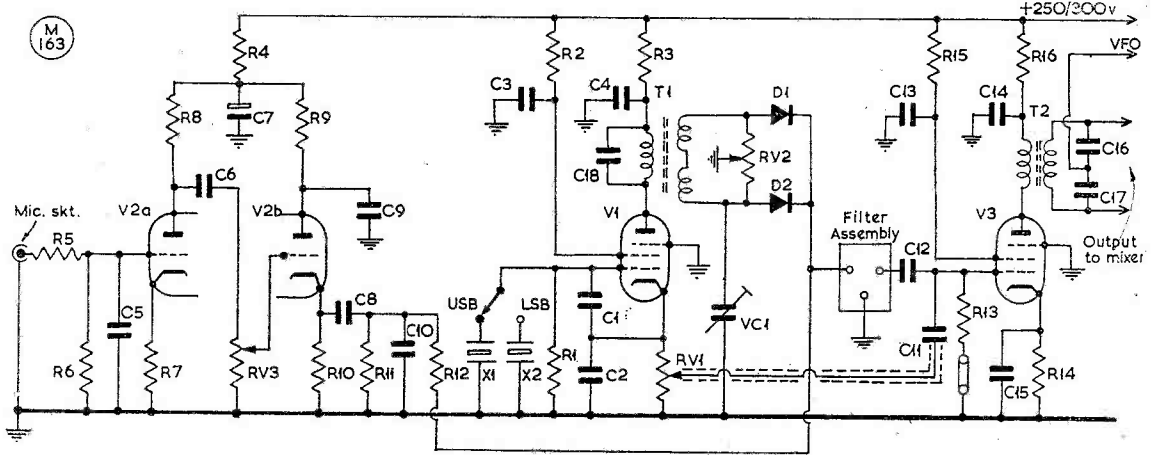 M
163
+250/300v
VFO
R4
R2
R3
R15
R16
C3
C4
T1
D1
C13
C14
T2
R8
C7
R9
C18
RV2
C16
C6
D2
C17
Mic. skt.
V2a
V2b
C9
V1
Filter
Assembly
V3
R5
C12
Output
to mixer
USB
LSB
C8
C1
VC1
R13
C5
C10
C11
R6
R7
RV3
R10
R11
R12
X1
X2
R1
C2
RV1
C15
R14